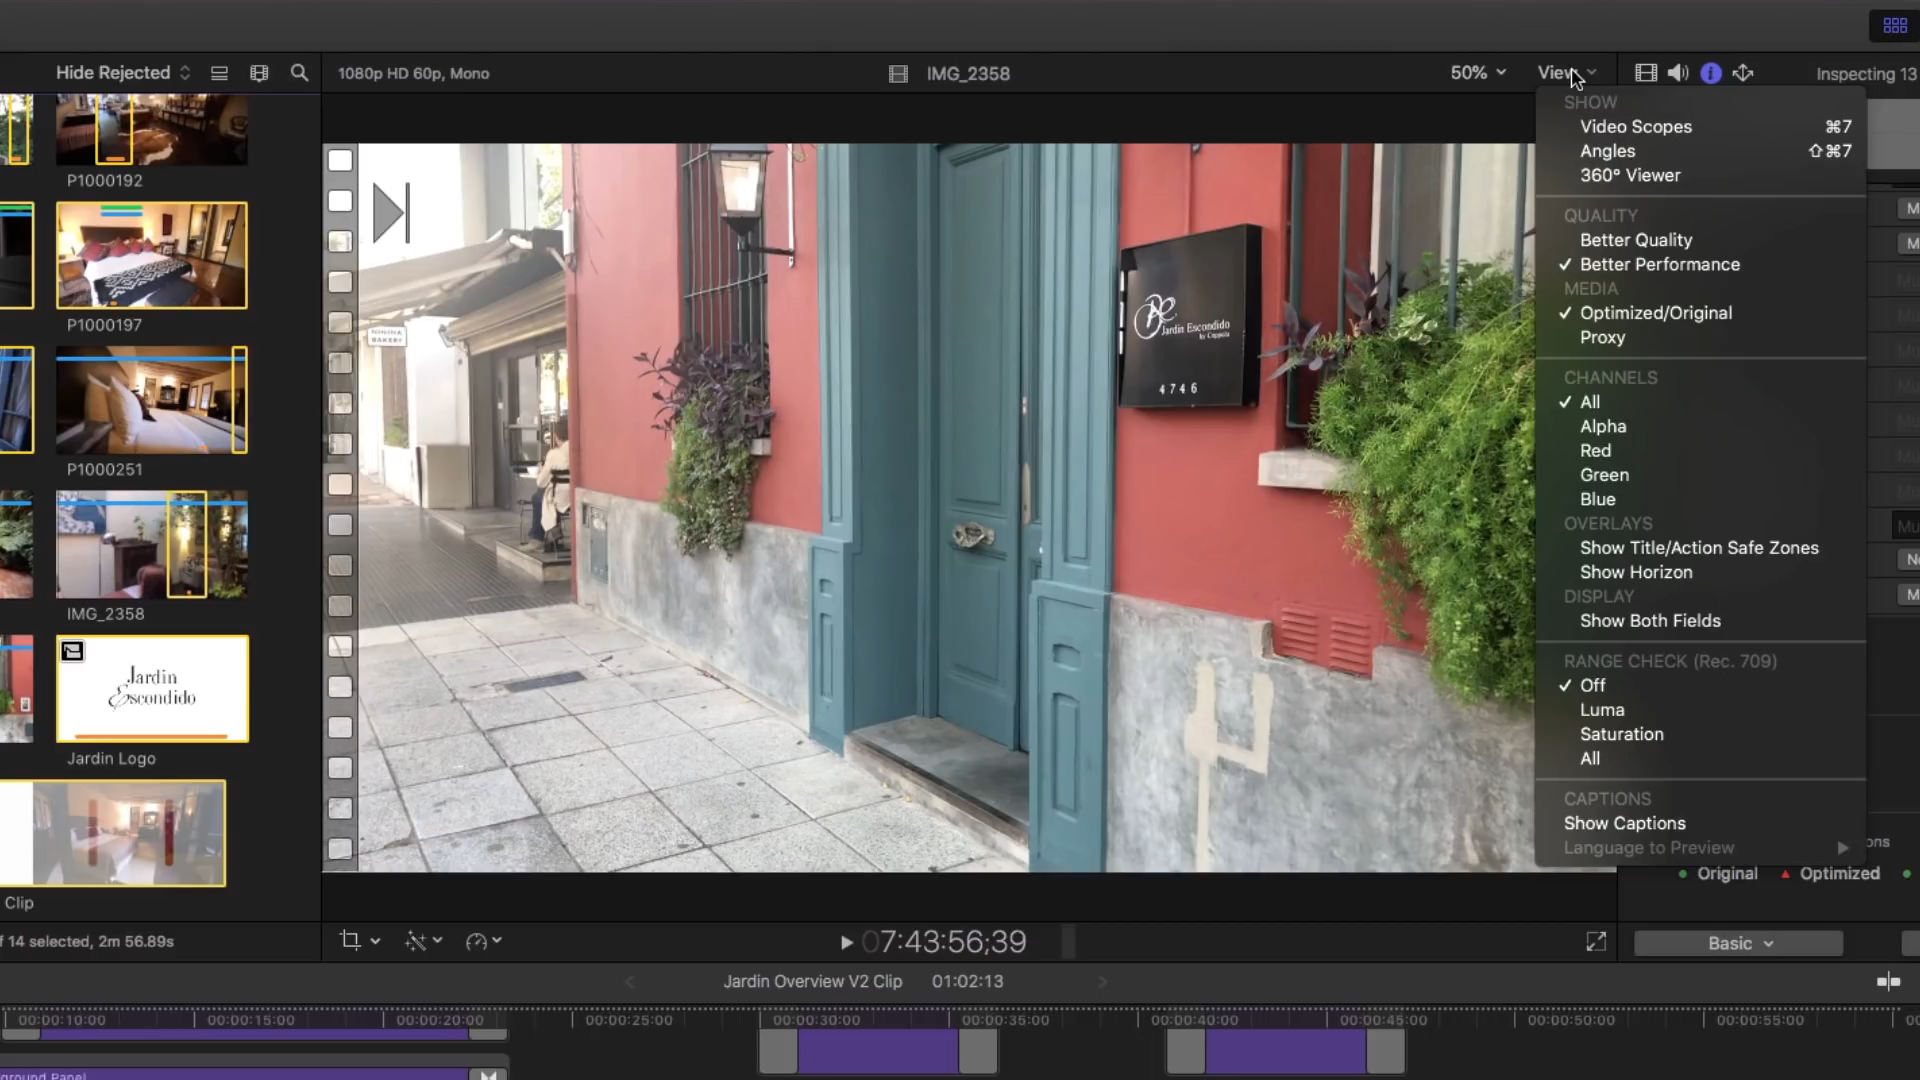 Hide Rejected
1080p HD 60p, Mono
IMG_2358
50%
View
Inspecting 13
P1000192
P1000197
P1000251
IMG_2358
Jardin
Escondido
Jardin Logo
Clip
14 selected, 2m 56.89s
BAKERY
Jardin Escondido
by Coppola
4746
SHOW
Video Scopes ⌘7
Angles ⇧⌘7
360° Viewer
QUALITY
Better Quality
✓ Better Performance
MEDIA
✓ Optimized/Original
Proxy
CHANNELS
✓ All
Alpha
Red
Green
Blue
OVERLAYS
Show Title/Action Safe Zones
Show Horizon
DISPLAY
Show Both Fields
RANGE CHECK (Rec. 709)
✓ Off
Luma
Saturation
All
CAPTIONS
Show Captions
Language to Preview
Original
Optimized
Basic
07:43:56;39
Jardin Overview V2 Clip 01:02:13
00:00:10:00
00:00:15:00
00:00:20:00
00:00:25:00
00:00:30:00
00:00:35:00
00:00:40:00
00:00:45:00
00:00:50:00
00:00:55:00